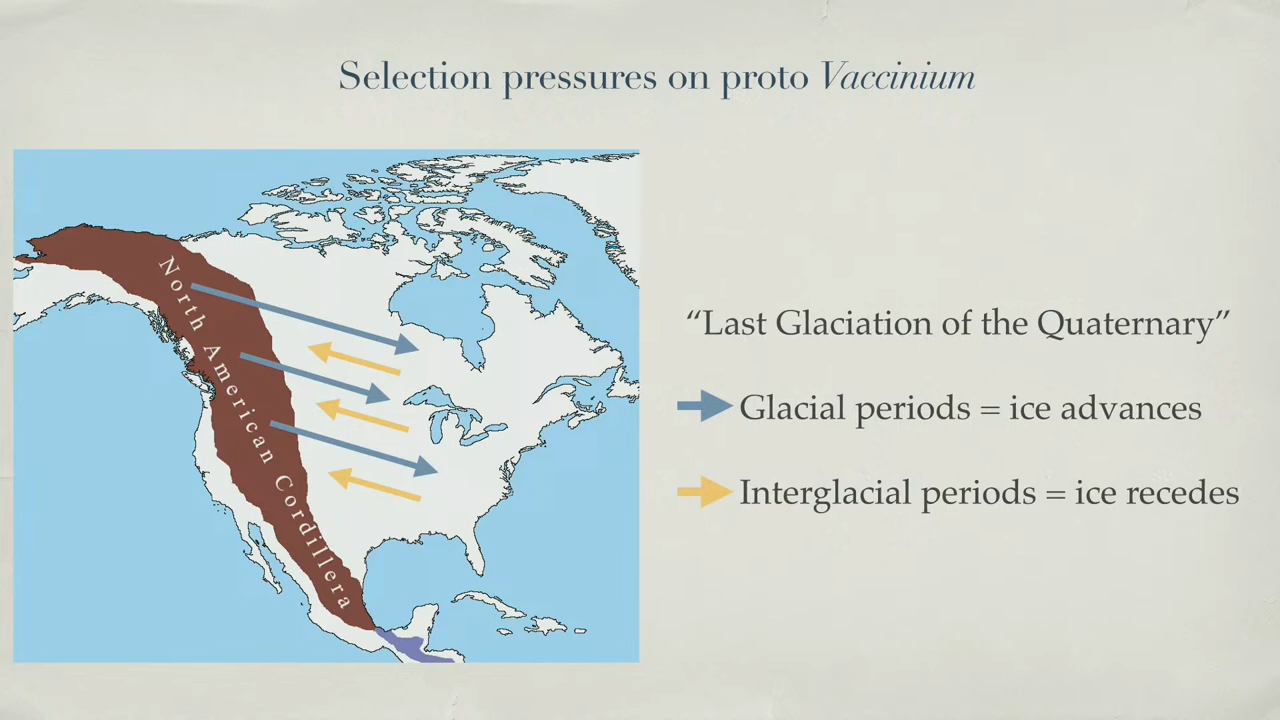 Selection pressures on proto Vaccinium
North American Cordillera
“Last Glaciation of the Quaternary”
Glacial periods = ice advances
Interglacial periods = ice recedes